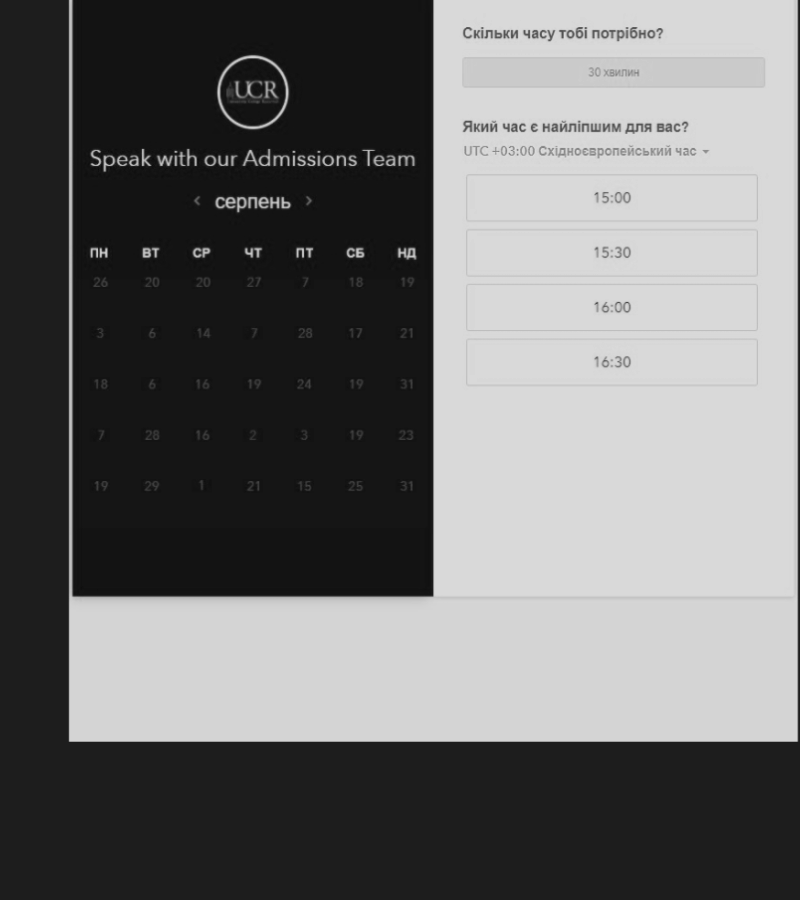 UCR
Speak with our Admissions Team
серпень
ПН ВТ СР ЧТ ПТ СБ НД
26 20 20 27 7 18 19
3 6 14 7 28 17 21
18 6 16 19 24 19 31
7 28 16 2 3 19 23
19 29 1 21 15 25 31
Скільки часу тобі потрібно?
30 хвилин
Який час є найліпшим для вас?
UTC +03:00 Східноєвропейський час
15:00
15:30
16:00
16:30